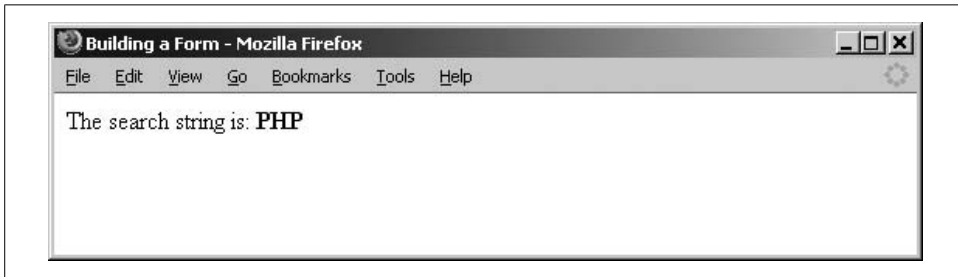 Building a Form - Mozilla Firefox
File Edit View Go Bookmarks Tools Help
The search string is: PHP